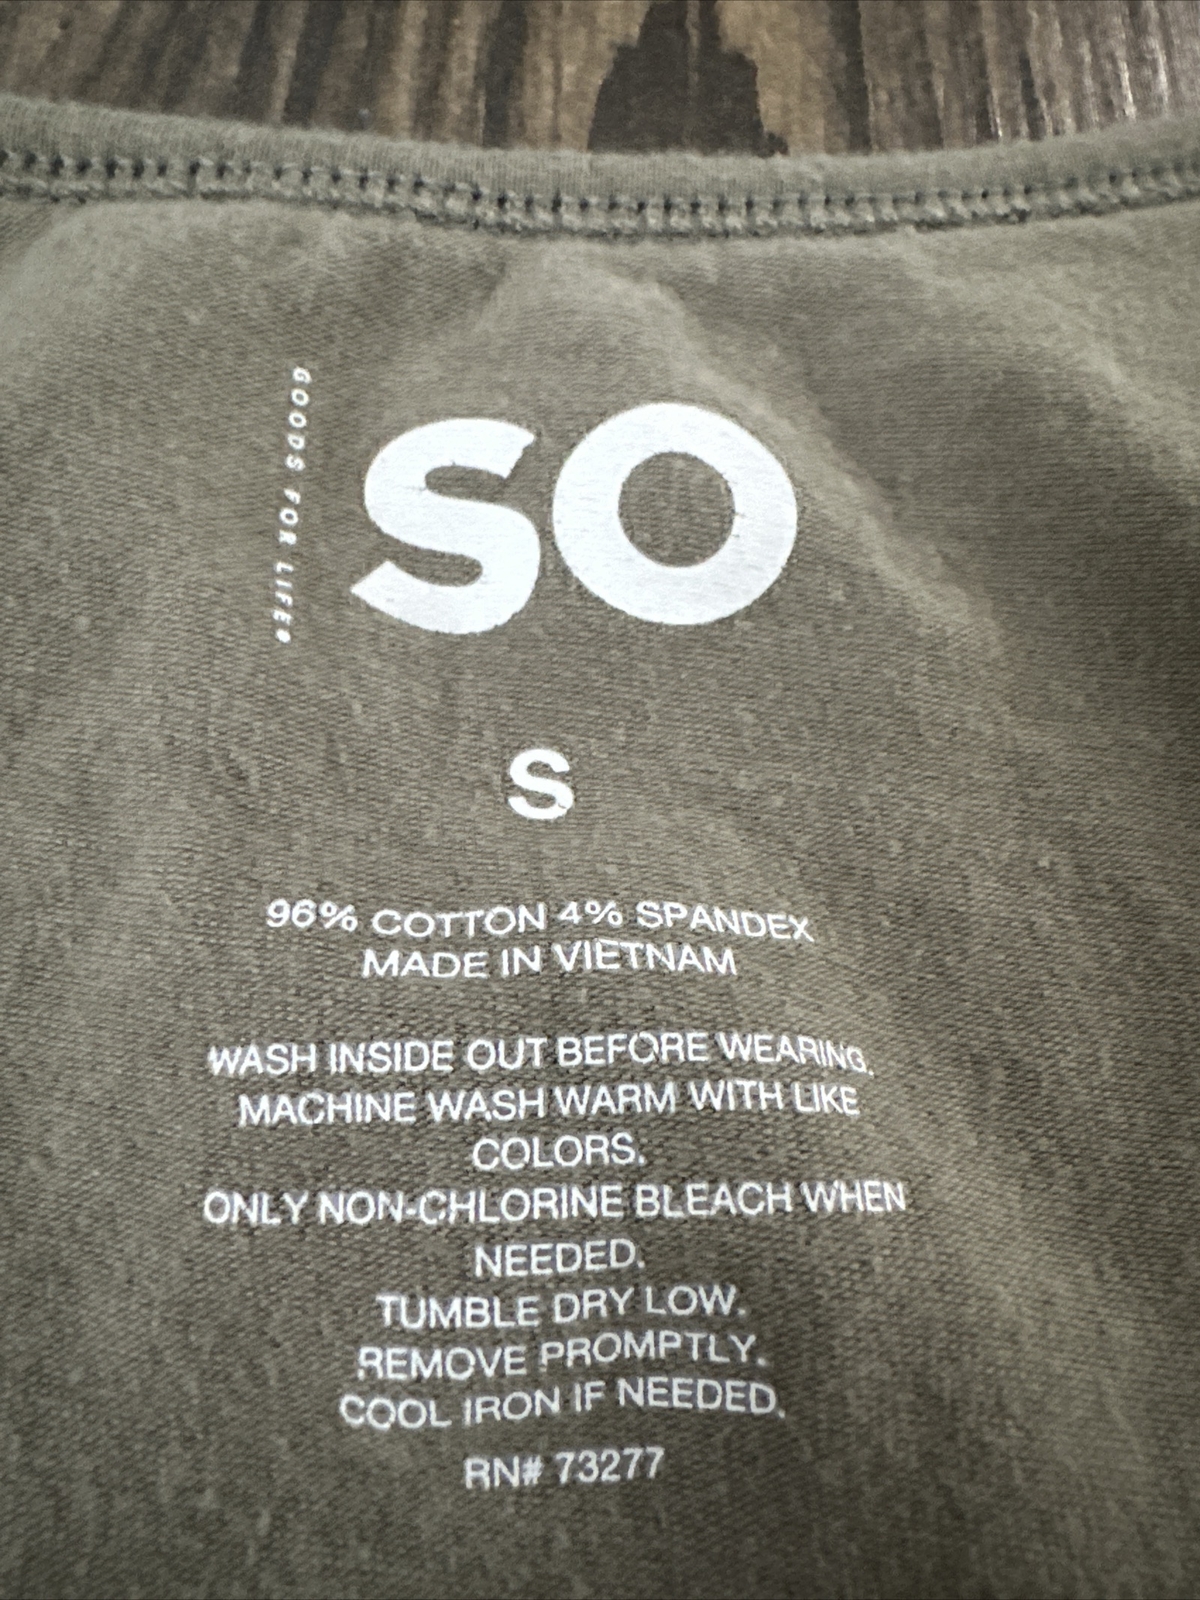 GOODS FOR LIFE®
SO
S
96% COTTON 4% SPANDEX
MADE IN VIETNAM
WASH INSIDE OUT BEFORE WEARING.
MACHINE WASH WARM WITH LIKE
COLORS.
ONLY NON-CHLORINE BLEACH WHEN
NEEDED.
TUMBLE DRY LOW.
REMOVE PROMPTLY.
COOL IRON IF NEEDED.
RN# 73277